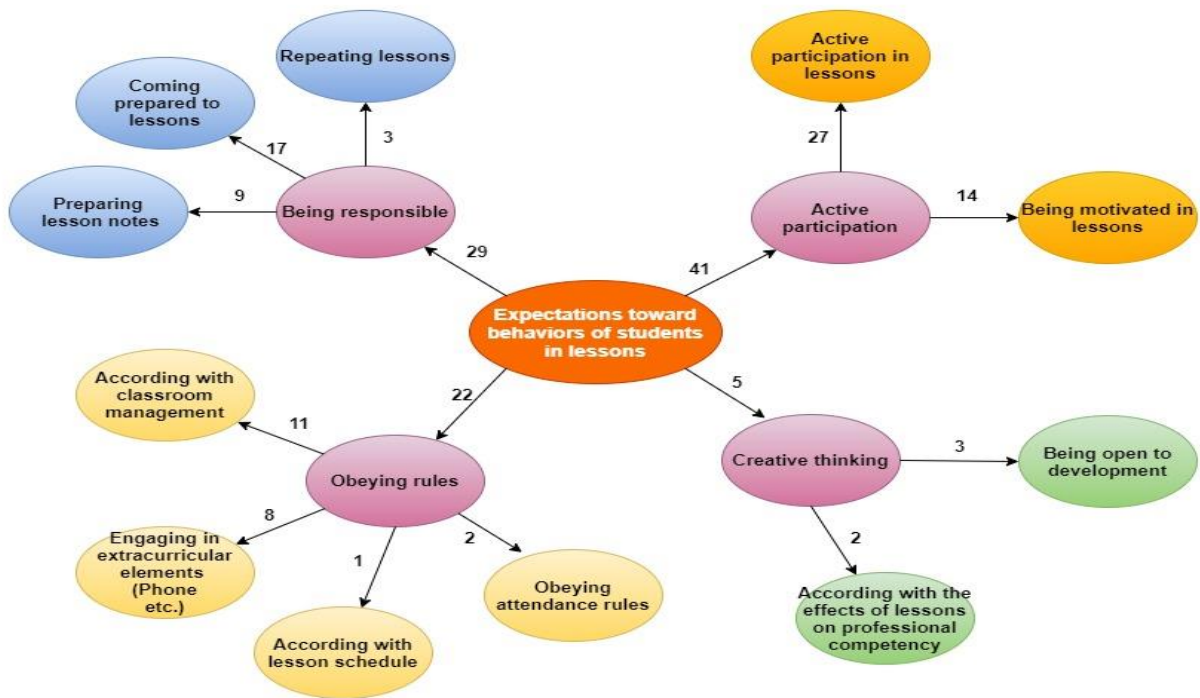 Repeating lessons
Coming
prepared to
lessons
3
17
Preparing
lesson notes
9
Being responsible
29
Active
participation in
lessons
27
Active
participation
14
Being motivated in
lessons
41
Expectations toward
behaviors of students
in lessons
22
According with
classroom
management
11
Obeying rules
8
Engaging in
extracurricular
elements
(Phone
etc.)
1
According with
lesson schedule
2
Obeying
attendance rules
5
Creative thinking
3
Being open to
development
2
According with the
effects of lessons
on professional
competency